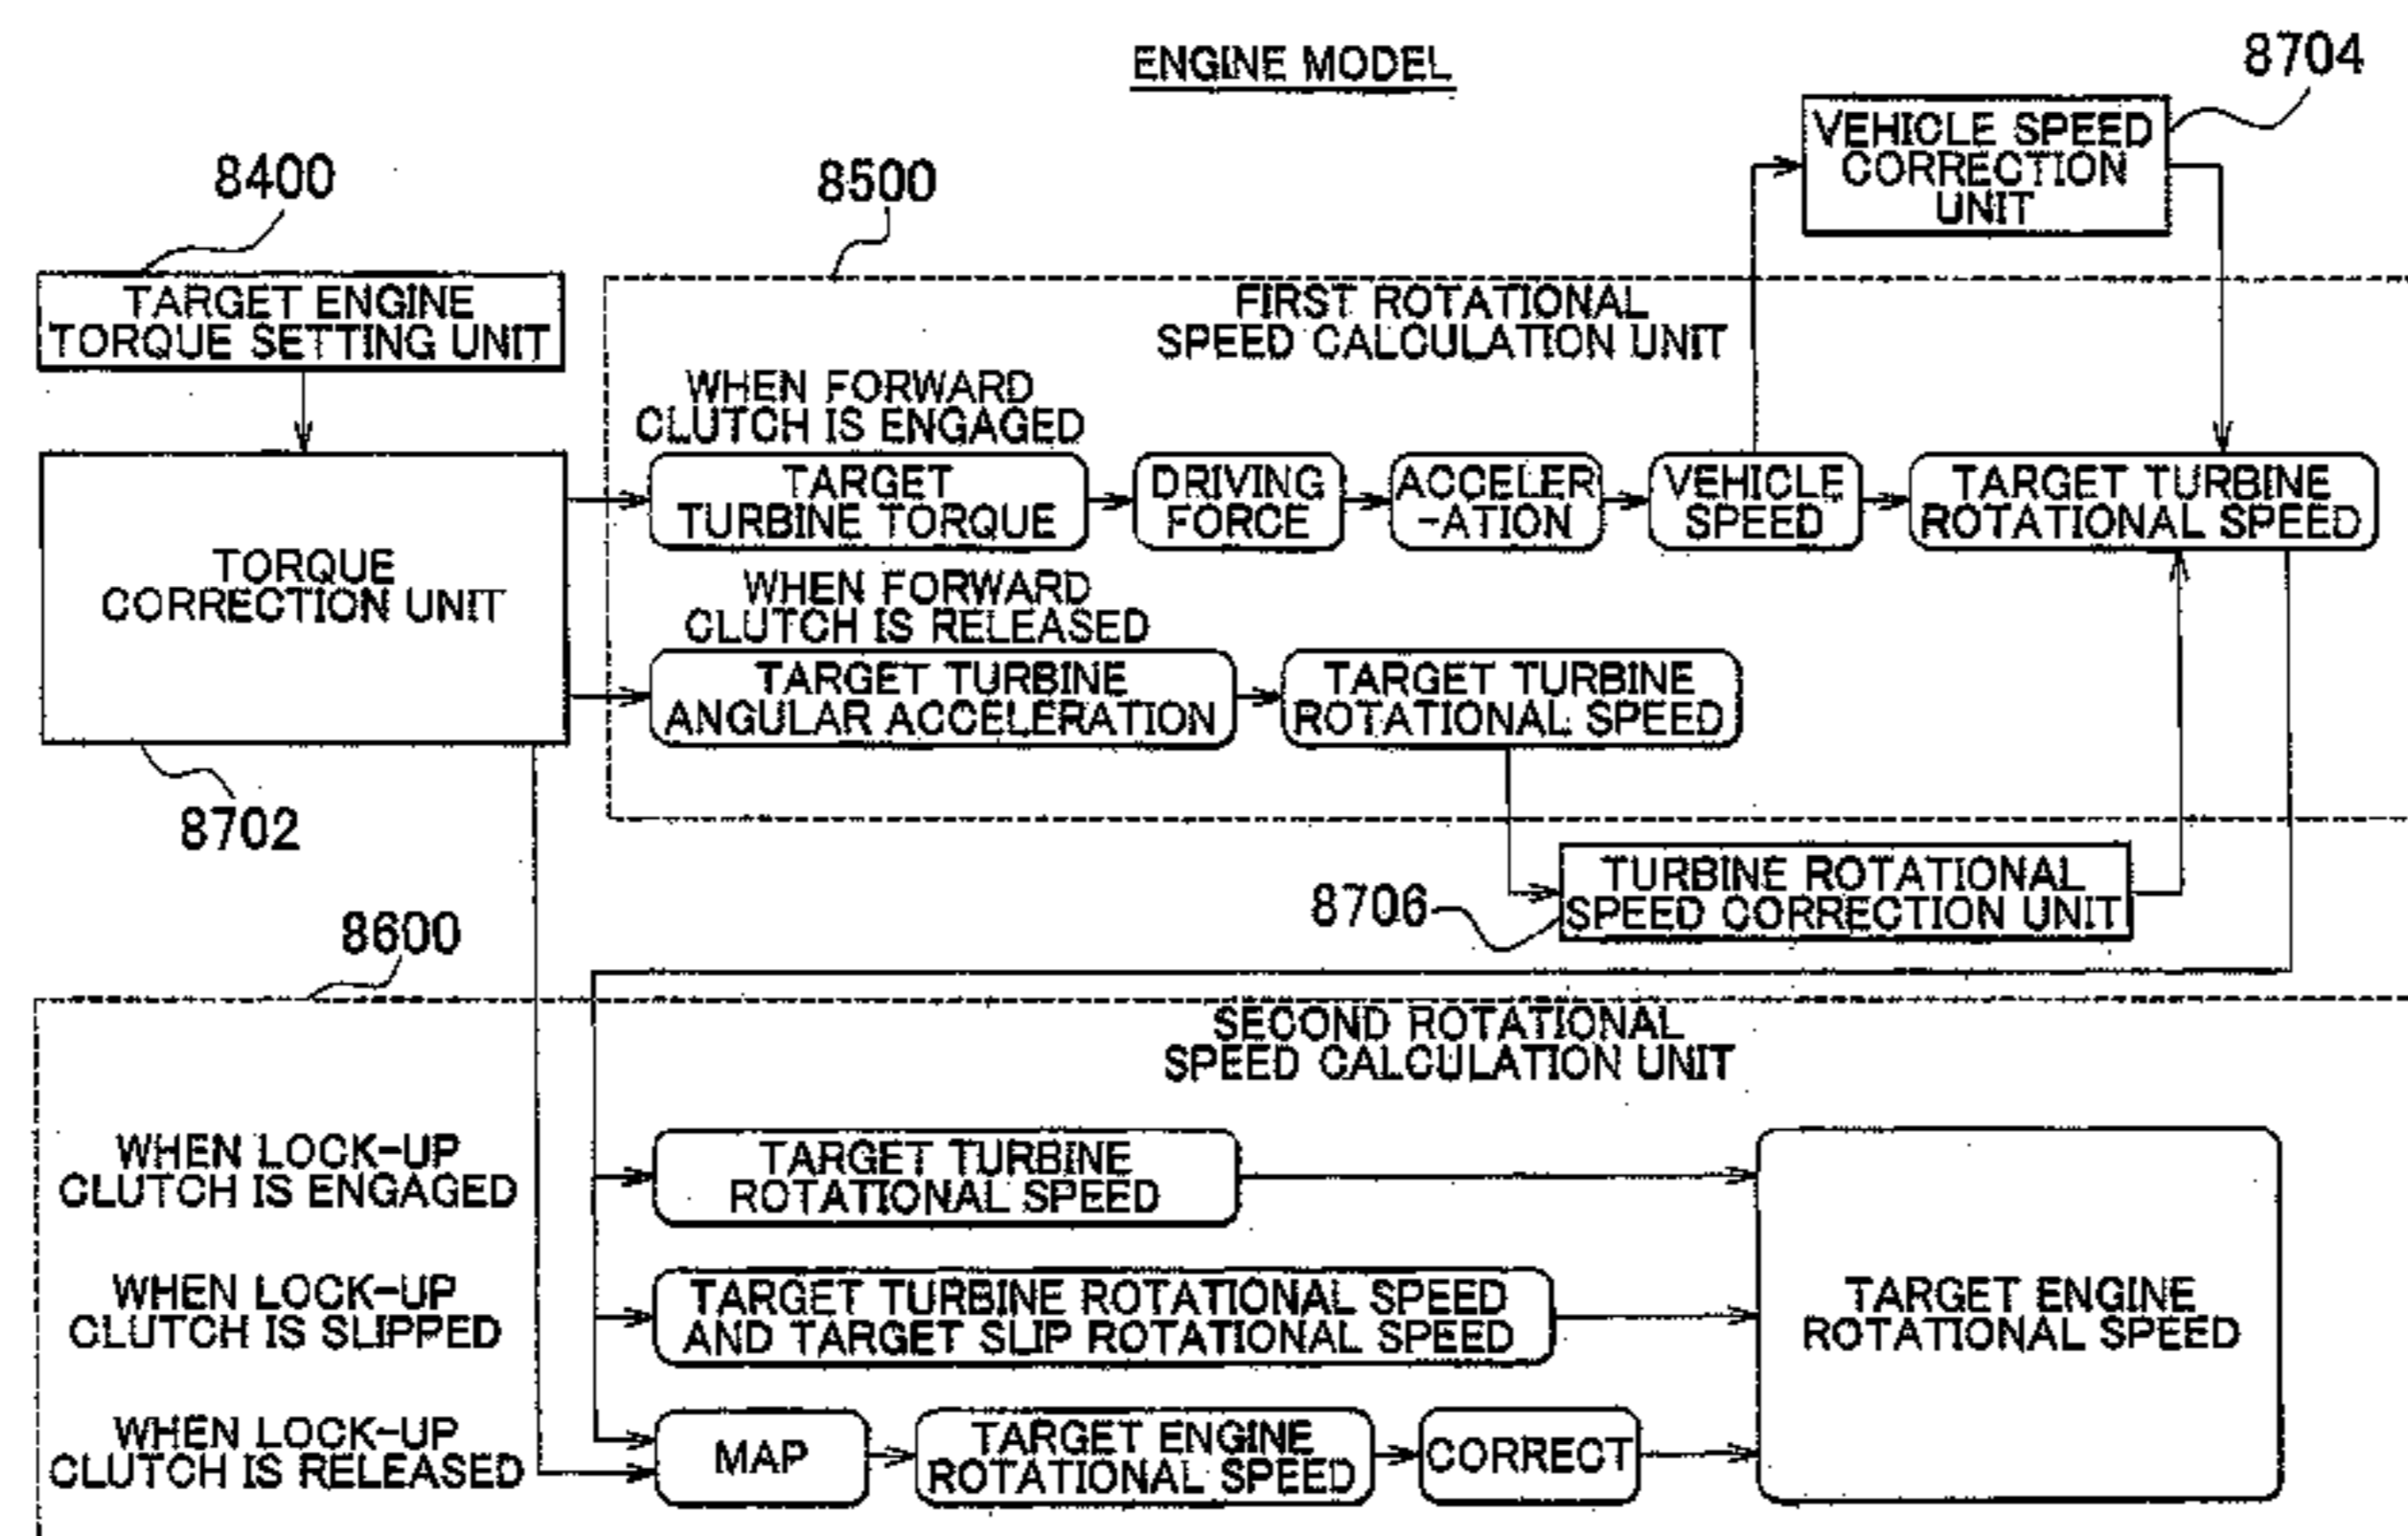 ENGINE MODEL
8704
VEHICLE SPEED
CORRECTION
UNIT
8400
8500
TARGET ENGINE
TORQUE SETTING UNIT
FIRST ROTATIONAL
SPEED CALCULATION UNIT
WHEN FORWARD
CLUTCH IS ENGAGED
TARGET
TURBINE TORQUE
DRIVING
FORCE
ACCELER
-ATION
VEHICLE
SPEED
TARGET TURBINE
ROTATIONAL SPEED
TORQUE
CORRECTION UNIT
WHEN FORWARD
CLUTCH IS RELEASED
TARGET TURBINE
ANGULAR ACCELERATION
TARGET TURBINE
ROTATIONAL SPEED
8702
8706
TURBINE ROTATIONAL
SPEED CORRECTION UNIT
8600
SECOND ROTATIONAL
SPEED CALCULATION UNIT
WHEN LOCK-UP
CLUTCH IS ENGAGED
TARGET TURBINE
ROTATIONAL SPEED
WHEN LOCK-UP
CLUTCH IS SLIPPED
TARGET TURBINE ROTATIONAL SPEED
AND TARGET SLIP ROTATIONAL SPEED
TARGET ENGINE
ROTATIONAL SPEED
WHEN LOCK-UP
CLUTCH IS RELEASED
MAP
TARGET ENGINE
ROTATIONAL SPEED
CORRECT